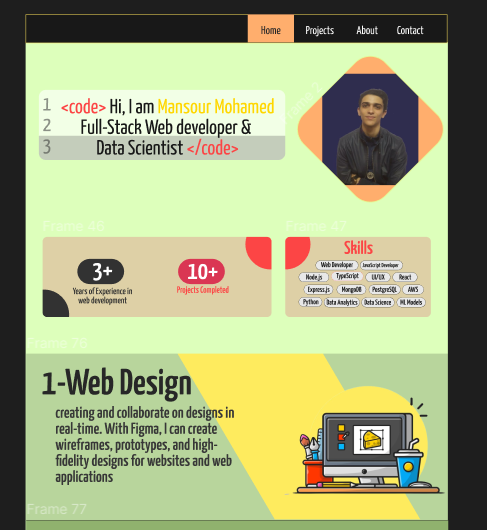 Home Projects About Contact
1 <code> Hi, I am Mansour Mohamed
2 Full-Stack Web developer &
3 Data Scientist </code>
Frame 46
Frame 47
3+
Years of Experience in
web development
10+
Projects Completed
Skills
Web Developer JavaScript Developer
Node.js TypeScript UI/UX React
Express.js MongoDB PostgreSQL AWS
Python Data Analytics Data Science ML Models
Frame 76
1-Web Design
creating and collaborate on designs in
real-time. With Figma, I can create
wireframes, prototypes, and high-
fidelity designs for websites and web
applications
Frame 77